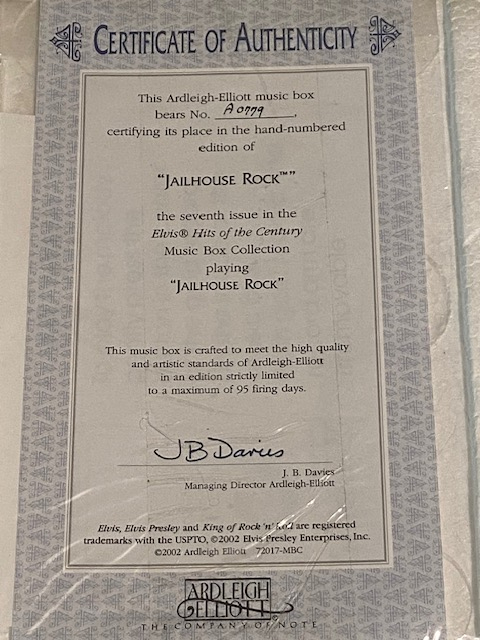 CERTIFICATE OF AUTHENTICITY
This Ardleigh-Elliott music box
bears No. A0779,
certifying its place in the hand-numbered
edition of
"JAILHOUSE ROCK™"
the seventh issue in the
Elvis® Hits of the Century
Music Box Collection
playing
"JAILHOUSE ROCK"
This music box is crafted to meet the high quality
and artistic standards of Ardleigh-Elliott
in an edition strictly limited
to a maximum of 95 firing days.
JB Davies
J. B. Davies
Managing Director Ardleigh-Elliott
Elvis, Elvis Presley and King of Rock 'n' Roll are registered
trademarks with the USPTO, ©2002 Elvis Presley Enterprises, Inc.
©2002 Ardleigh Elliott 72017-MBC
ARDLEIGH
ELLIOTT
THE COMPANY OF NOTE